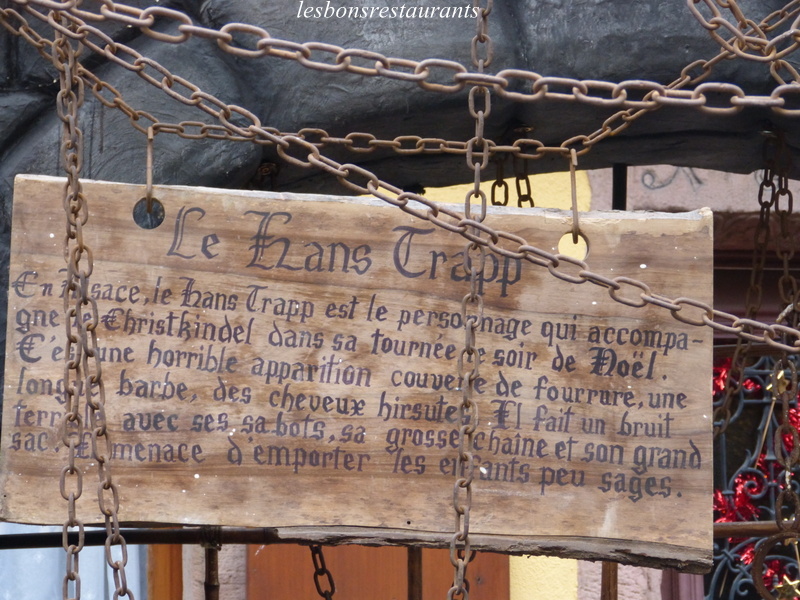 lesbonsrestaurants
Le Hans Trapp
En Alsace, le Hans Trapp est le personnage qui accompa-
gne le Christkindel dans sa tournée le soir de Noël.
C'est une horrible apparition couverte de fourrure, une
longue barbe, des cheveux hirsutes. Il fait un bruit
terrible avec ses sabots, sa grosse chaine et son grand
sac. Il menace d'emporter les enfants peu sages.